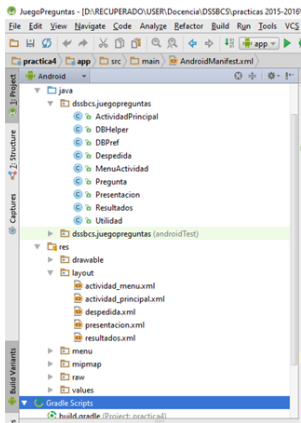 JuegoPreguntas - [D:\RECUPERADO\USER\Docencia\DSSBCS\practicas 2015-2016\
File Edit View Navigate Code Analyze Refactor Build Run Tools VCS
app
practica4 app src main AndroidManifest.xml
Android
1: Project
7: Structure
Captures
Build Variants
java
dssbcs.juegopreguntas
ActividadPrincipal
DBHelper
DBPref
Despedida
MenuActividad
Pregunta
Presentacion
Resultados
Utilidad
dssbcs.juegopreguntas (androidTest)
res
drawable
layout
actividad_menu.xml
actividad_principal.xml
despedida.xml
presentacion.xml
resultados.xml
menu
mipmap
raw
values
Gradle Scripts
build.gradle (Project: practica4)